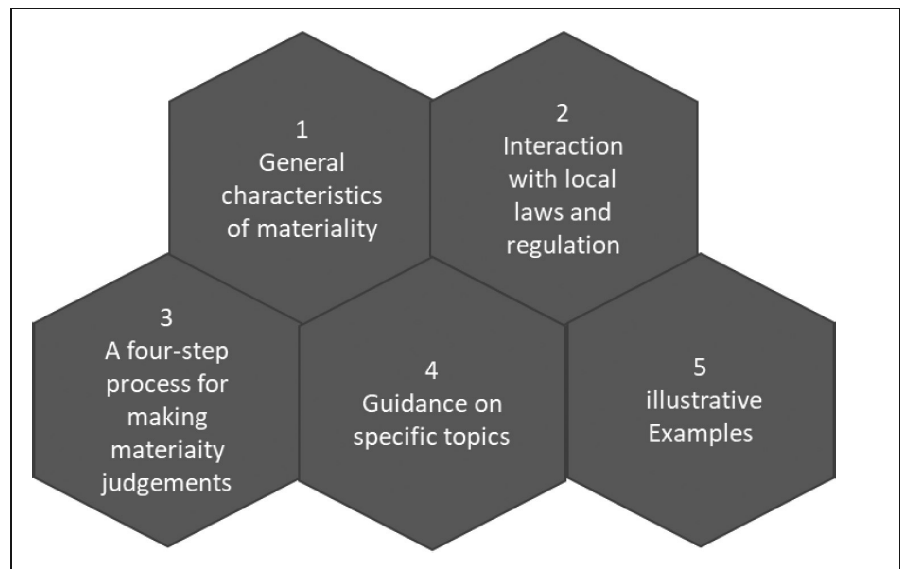 1
General
characteristics
of materiality
2
Interaction
with local
laws and
regulation
3
A four-step
process for
making
materiaity
judgements
4
Guidance on
specific topics
5
illustrative
Examples